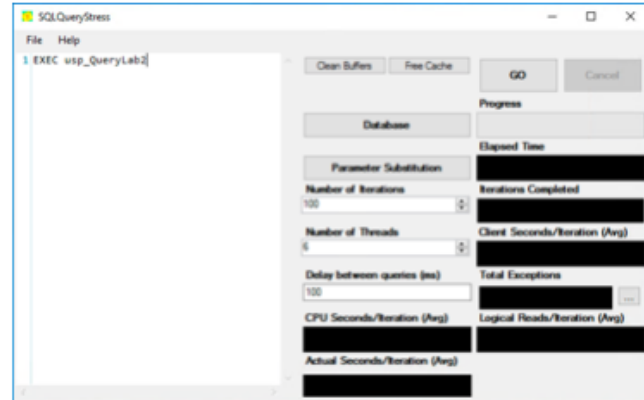 SQLQueryStress
File Help
1 EXEC usp_QueryLab2
Clean Buffers Free Cache
GO Cancel
Progress
Database
Elapsed Time
Parameter Substitution
Number of Iterations
Iterations Completed
100
Number of Threads
Client Seconds/Iteration (Avg)
6
Delay between queries (ms)
Total Exceptions
100
...
CPU Seconds/Iteration (Avg)
Logical Reads/Iteration (Avg)
Actual Seconds/Iteration (Avg)